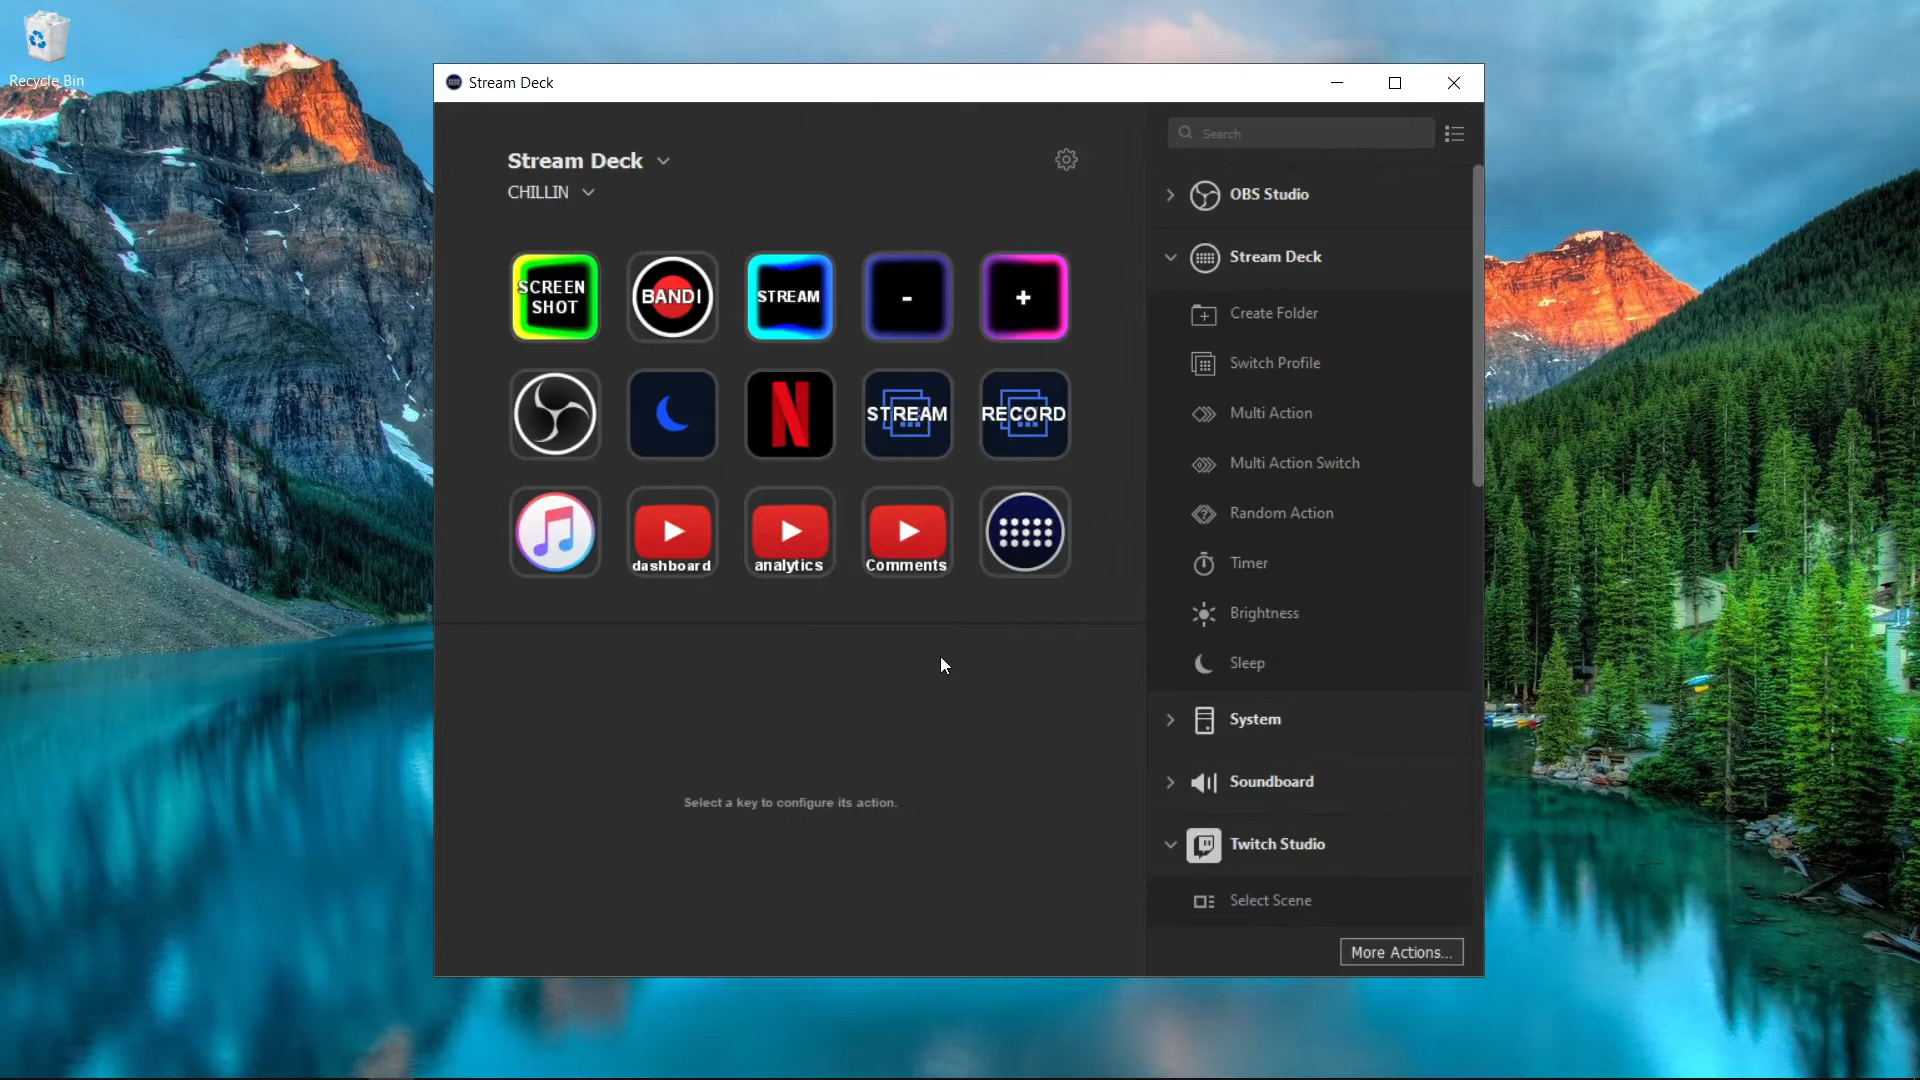 Recycle Bin
Stream Deck
Search
Stream Deck
CHILLIN
SCREEN
SHOT
BANDI
STREAM
-
+
STREAM
RECORD
dashboard
analytics
Comments
Select a key to configure its action.
OBS Studio
Stream Deck
Create Folder
Switch Profile
Multi Action
Multi Action Switch
Random Action
Timer
Brightness
Sleep
System
Soundboard
Twitch Studio
Select Scene
More Actions...